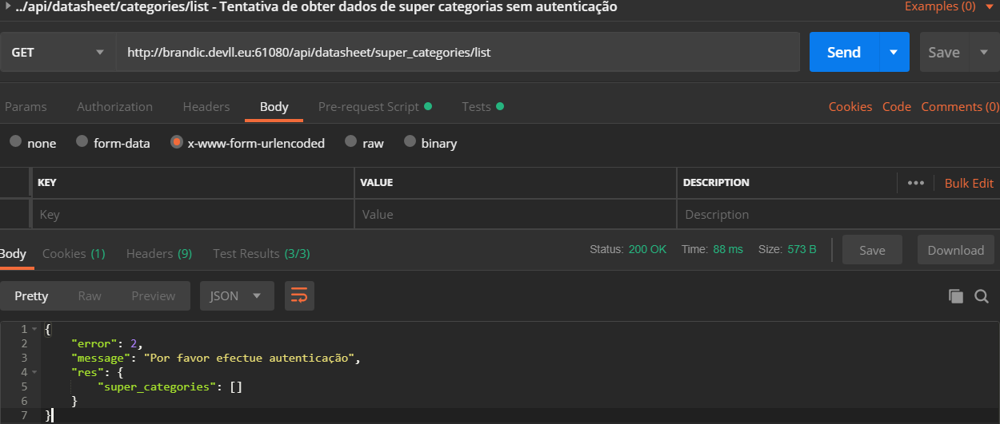 ../api/datasheet/categories/list - Tentativa de obter dados de super categorias sem autenticação Examples (0)
GET http://brandic.devll.eu:61080/api/datasheet/super_categories/list Send Save
Params Authorization Headers Body Pre-request Script Tests Cookies Code Comments (0)
none form-data x-www-form-urlencoded raw binary
KEY VALUE DESCRIPTION ••• Bulk Edit
Key Value Description
Body Cookies (1) Headers (9) Test Results (3/3) Status: 200 OK Time: 88 ms Size: 573 B Save Download
Pretty Raw Preview JSON
1 {
2 "error": 2,
3 "message": "Por favor efectue autenticação",
4 "res": {
5 "super_categories": []
6 }
7 }